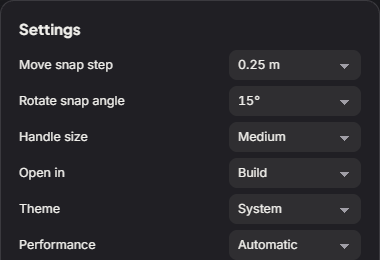 Settings
Move snap step 0.25 m
Rotate snap angle 15°
Handle size Medium
Open in Build
Theme System
Performance Automatic